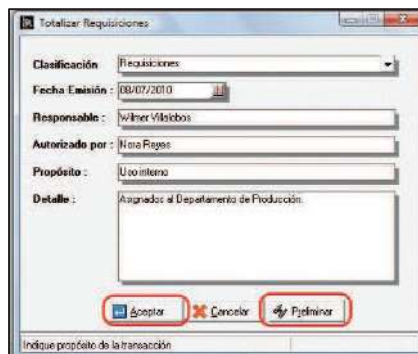 Totalizar Requisiciones
Clasificación Requisiciones
Fecha Emisión : 08/07/2010
Responsable : Wilmer Villalobos
Autorizado por : Nora Reyes
Propósito : Uso interno
Detalle : Asignados al Departamento de Producción.
Aceptar Cancelar Preliminar
Indique propósito de la transacción